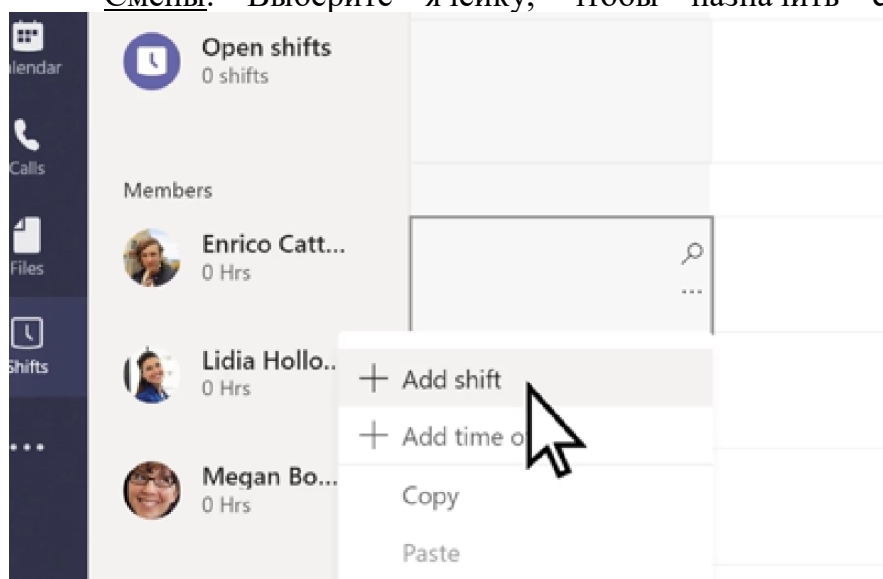 Смены. Выберите ячейку, чтобы назначить
Open shifts
0 shifts
lendar
Calls
Members
Enrico Catt...
0 Hrs
Files
Lidia Hollo..
0 Hrs
Shifts
+ Add shift
+ Add time o
...
Megan Bo...
0 Hrs
Copy
Paste